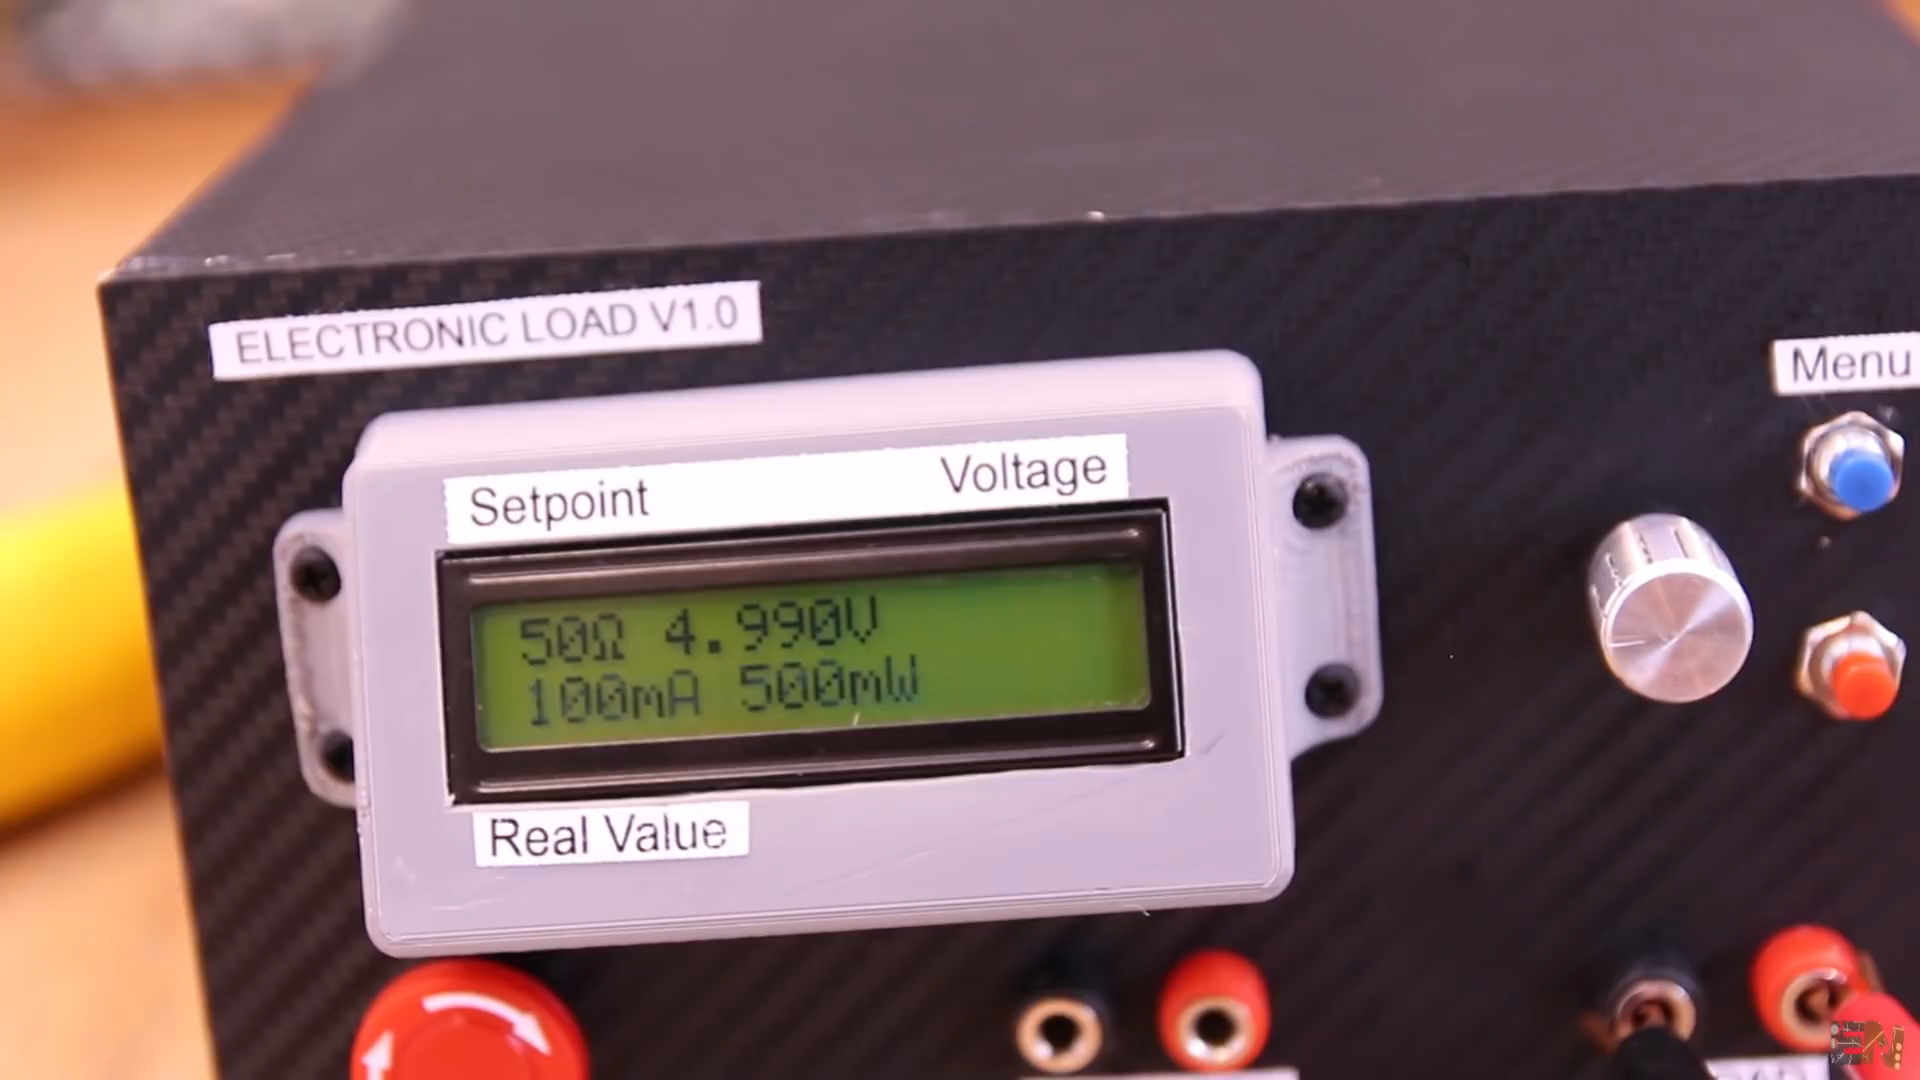 ELECTRONIC LOAD V1.0
Menu
Setpoint Voltage
50Ω 4.990V
100mA 500mW
Real Value